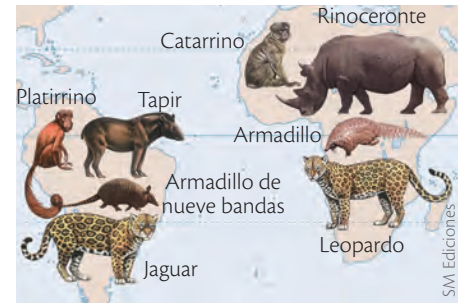 Rinoceronte
Catarrino
Platirrino
Tapir
Armadillo
Armadillo de
nueve bandas
Leopardo
Jaguar
SM Ediciones